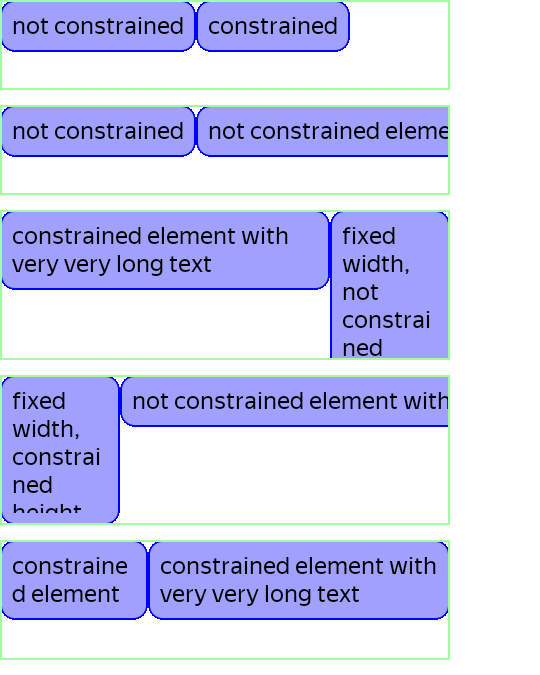 not constrained
constrained
not constrained
not constrained eleme
constrained element with
very very long text
fixed
width,
not
constrai
ned
fixed
width,
constrai
ned
height
not constrained element with
constraine
d element
constrained element with
very very long text